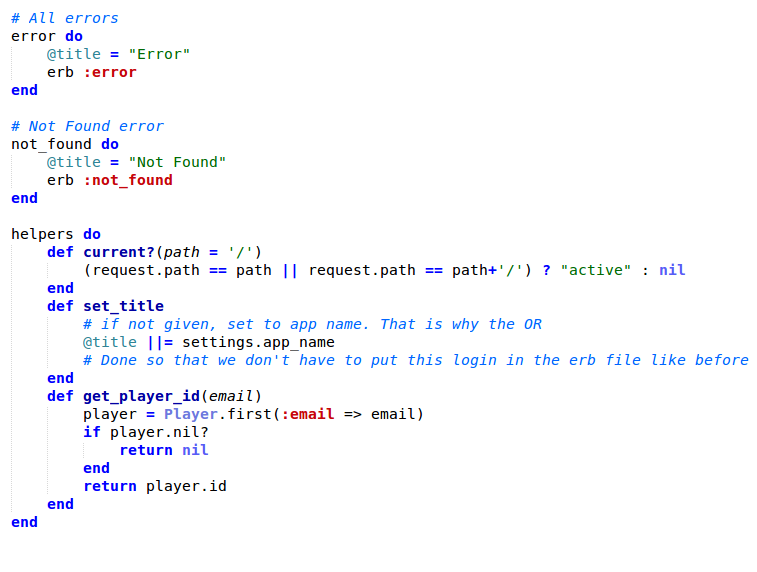 # All errors
error do
    @title = "Error"
    erb :error
end

# Not Found error
not_found do
    @title = "Not Found"
    erb :not_found
end

helpers do
    def current?(path = '/')
        (request.path == path || request.path == path+'/') ? "active" : nil
    end
    def set_title
        # if not given, set to app name. That is why the OR
        @title ||= settings.app_name
        # Done so that we don't have to put this login in the erb file like before
    end
    def get_player_id(email)
        player = Player.first(:email => email)
        if player.nil?
            return nil
        end
        return player.id
    end
end